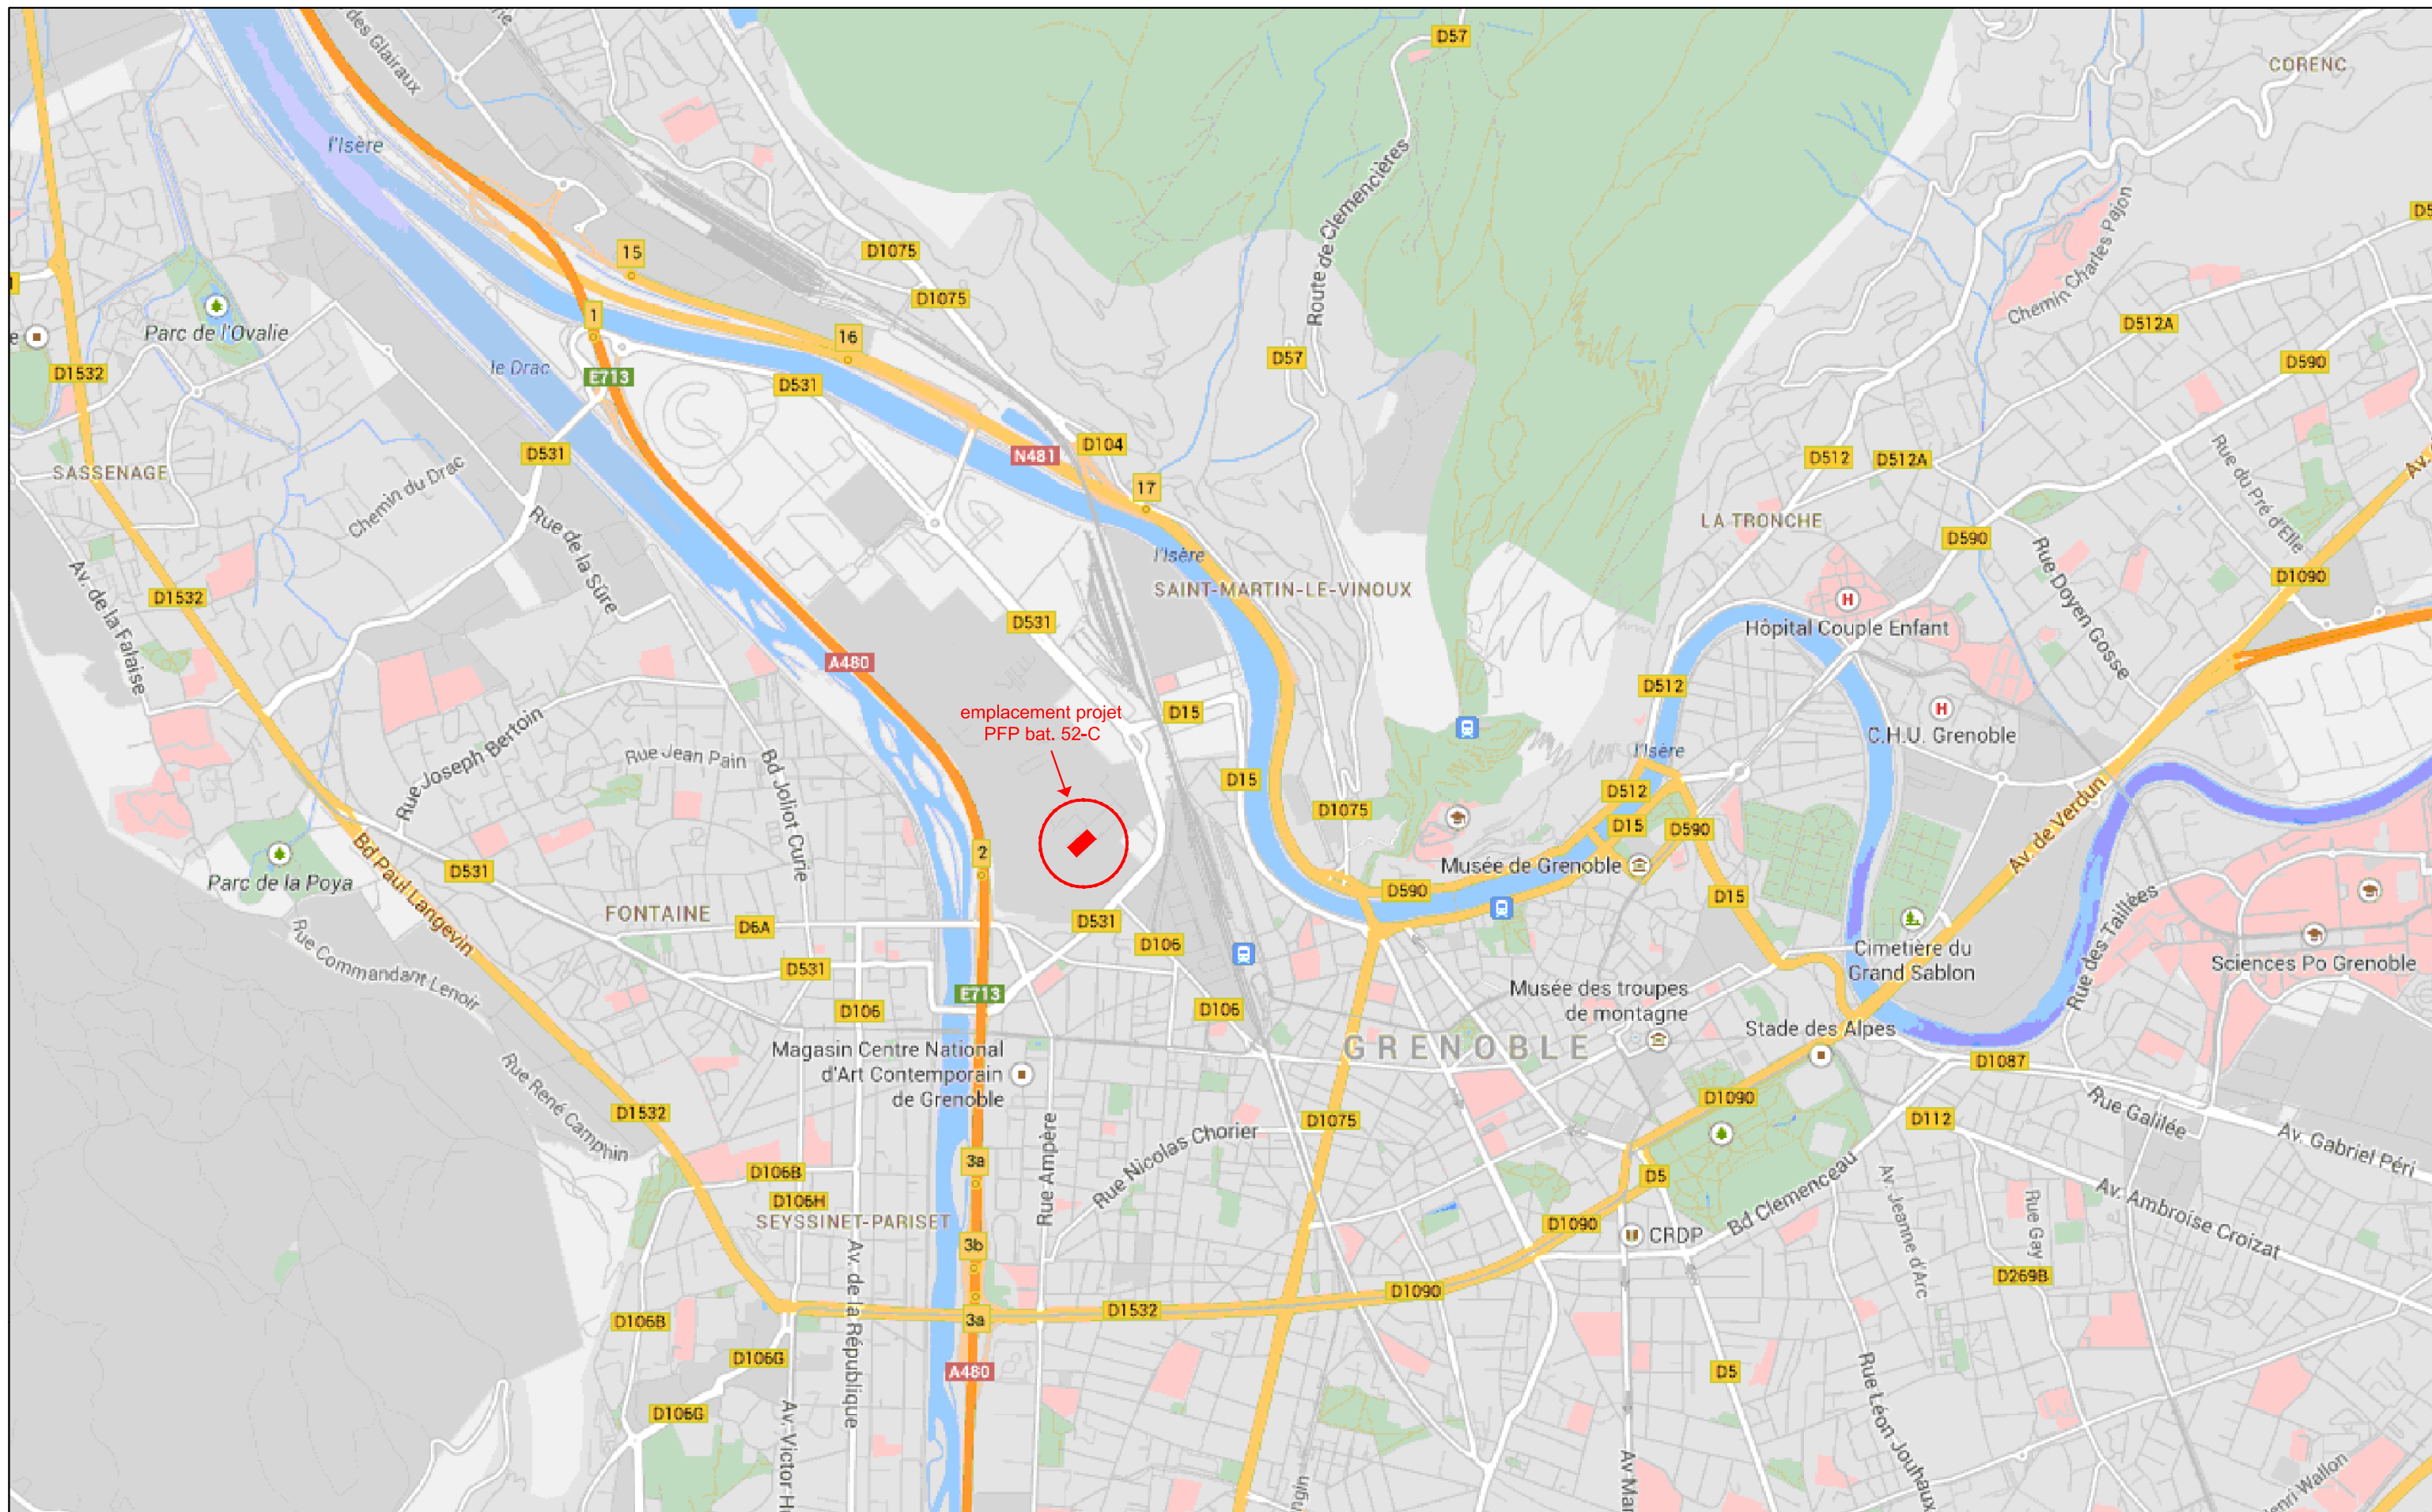 D57
CORENC
des Glairaux
l'Isère
Chemin Charles Pajon
Route de Clemencières
15
D1075
D1075
1
16
D512A
Parc de l'Ovalie
D57
D590
le Drac
D1532
E713
D531
D104
N481
D531
D512
D512A
SASSENAGE
Chemin du Drac
17
Rue du Pré d'Elle
LA TRONCHE
Rue de la Sûre
l'Isère
D590
Rue Doyen Gosse
SAINT-MARTIN-LE-VINOUX
D1090
D1532
H
Av. de la Falaise
D531
Hôpital Couple Enfant
A480
D512
emplacement projet
PFP bat. 52-C
D15
H
C.H.U. Grenoble
Rue Joseph Bertoin
Rue Jean Pain
Bd Joliot Curie
l'Isère
D15
D512
D1075
D15
D590
Av. de Verdun
2
Musée de Grenoble
Bd Paul Langevin
D531
Parc de la Poya
D590
D15
Rue des Taillées
FONTAINE
D6A
D531
D106
Cimetière du
Grand Sablon
Sciences Po Grenoble
Rue Commandant Lenoir
D531
E713
D106
D106
Musée des troupes
de montagne
Stade des Alpes
GRENOBLE
Magasin Centre National
d'Art Contemporain
de Grenoble
D1087
Rue René Camphin
D1532
D1090
Rue Galilée
D112
Av. Gabriel Péri
Rue Ampère
Rue Nicolas Chorier
D1075
3a
D106B
D5
Bd Clemenceau
Av. Jeanne d'Arc
Rue Gay
Av. Ambroise Croizat
D106H
SEYSSINET-PARISET
D1090
CRDP
3b
Av. de la République
D269B
D1090
D1532
3a
D106B
D106G
A480
D5
Rue Léon Jouhaux
D106G
Av. Victor H
Av Mar
enri Wallon